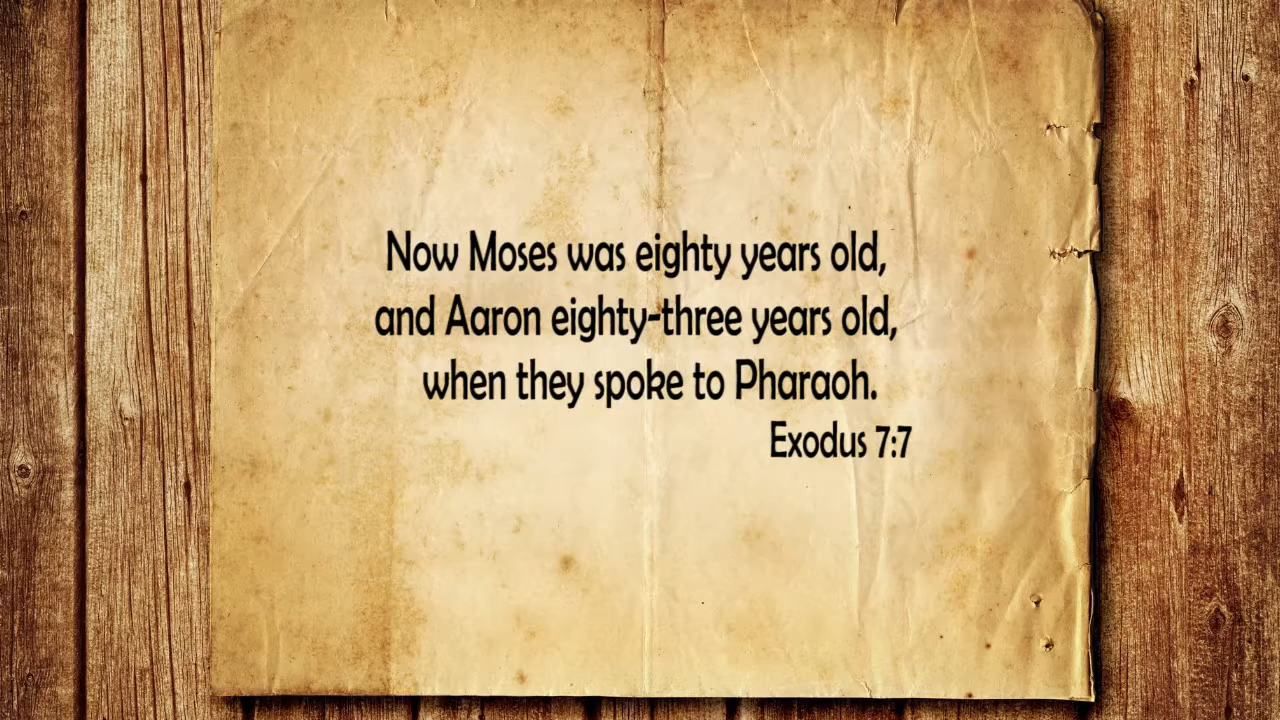 Now Moses was eighty years old,
and Aaron eighty-three years old,
when they spoke to Pharaoh.
Exodus 7:7